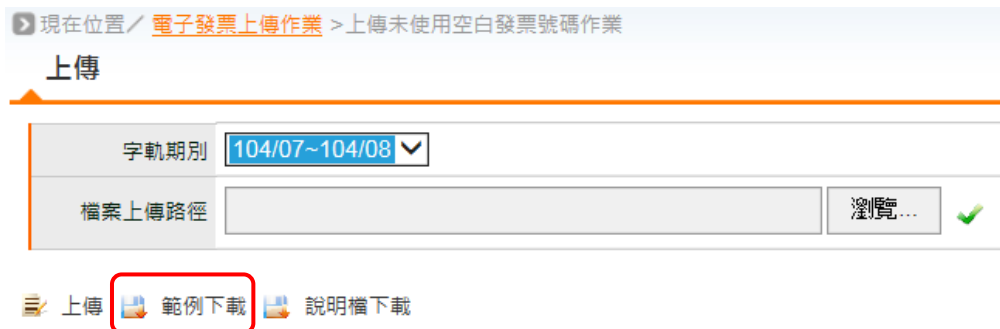 現在位置／ 電子發票上傳作業 >上傳未使用空白發票號碼作業
上傳
字軌期別 104/07~104/08
檔案上傳路徑 瀏覽...
上傳 範例下載 說明檔下載